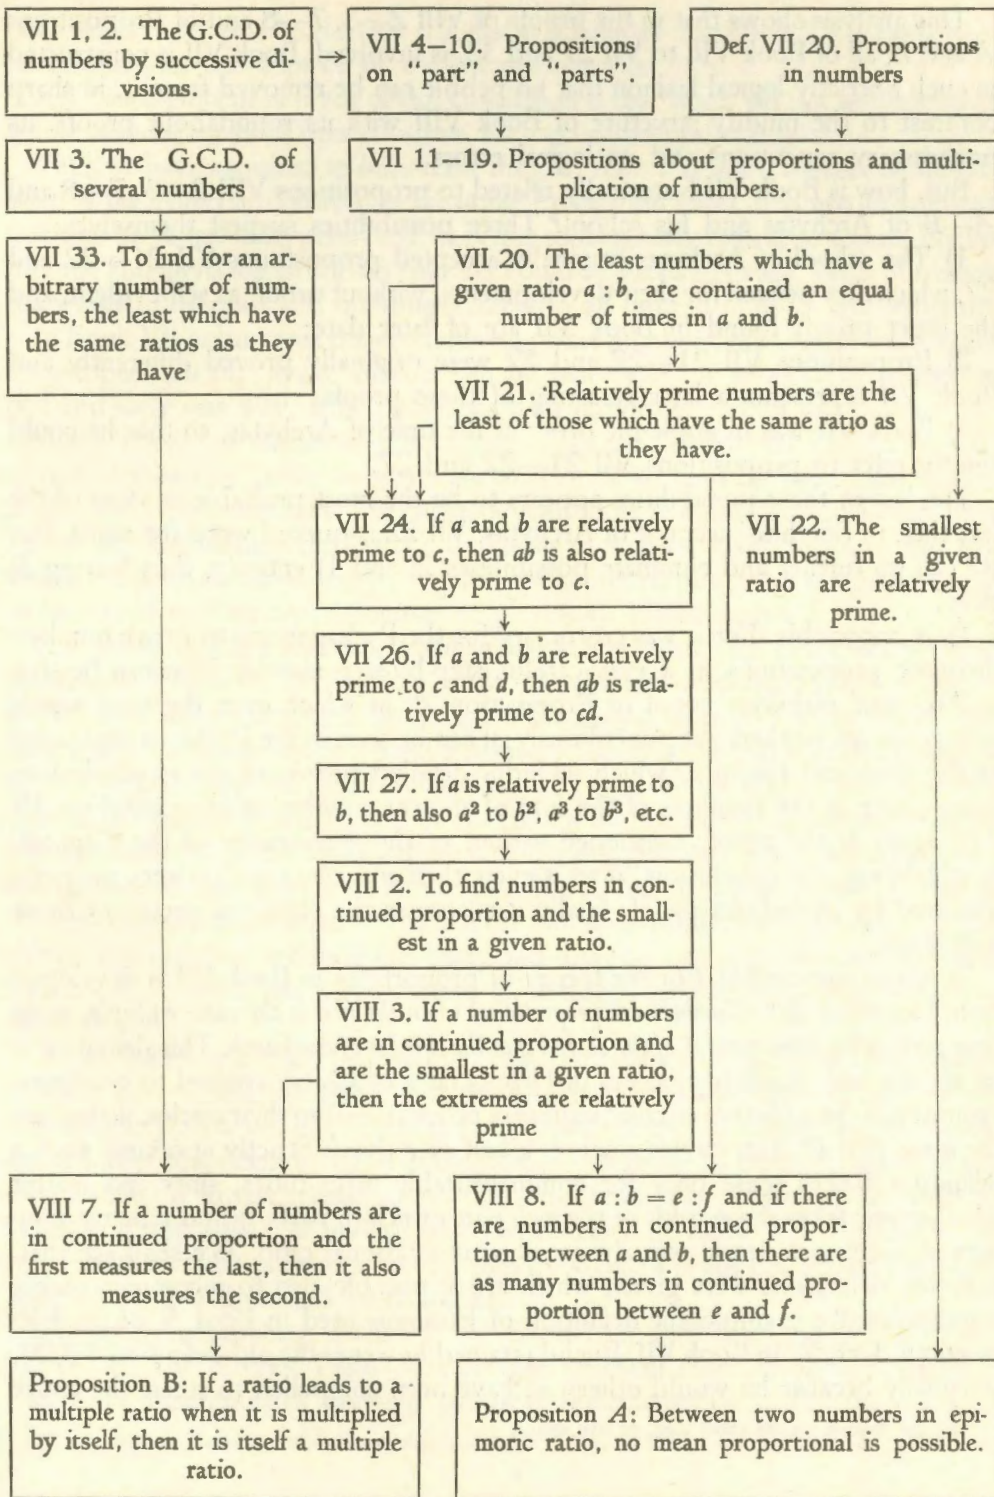 VII 1, 2. The G.C.D. of
numbers by successive di-
visions.
VII 4—10. Propositions
on "part" and "parts".
Def. VII 20. Proportions
in numbers
VII 3. The G.C.D. of
several numbers
VII 11—19. Propositions about proportions and multi-
plication of numbers.
VII 33. To find for an ar-
bitrary number of num-
bers, the least which have
the same ratios as they
have
VII 20. The least numbers which have a
given ratio a : b, are contained an equal
number of times in a and b.
VII 21. Relatively prime numbers are the
least of those which have the same ratio as
they have.
VII 24. If a and b are relatively
prime to c, then ab is also relati-
vely prime to c.
VII 22. The smallest
numbers in a given
ratio are relatively
prime.
VII 26. If a and b are relatively
prime to c and d, then ab is rela-
tively prime to cd.
VII 27. If a is relatively prime to
b, then also a² to b², a³ to b³, etc.
VIII 2. To find numbers in con-
tinued proportion and the small-
est in a given ratio.
VIII 3. If a number of numbers
are in continued proportion and
are the smallest in a given ratio,
then the extremes are relatively
prime
VIII 7. If a number of numbers are
in continued proportion and the
first measures the last, then it also
measures the second.
VIII 8. If a : b = e : f and if there
are numbers in continued propor-
tion between a and b, then there are
as many numbers in continued pro-
portion between e and f.
Proposition B: If a ratio leads to a
multiple ratio when it is multiplied
by itself, then it is itself a multiple
ratio.
Proposition A: Between two numbers in epi-
moric ratio, no mean proportional is possible.